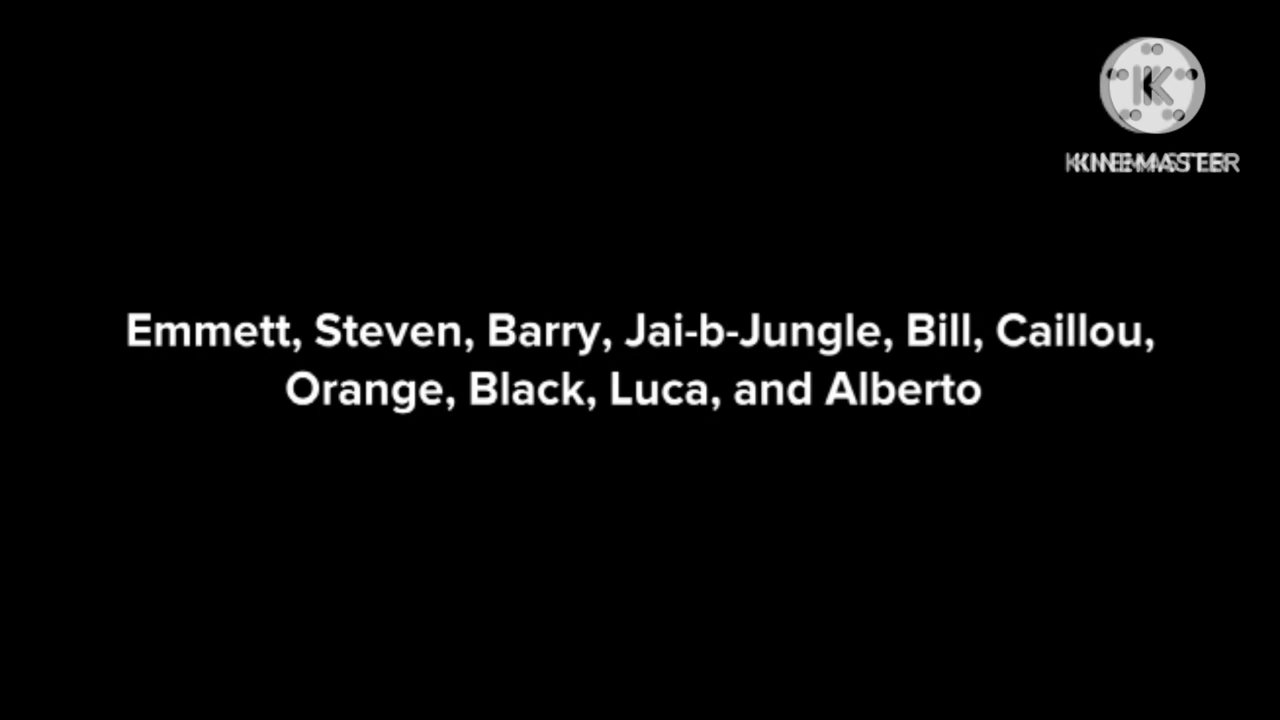 KINEMASTER
Emmett, Steven, Barry, Jai-b-Jungle, Bill, Caillou,
Orange, Black, Luca, and Alberto